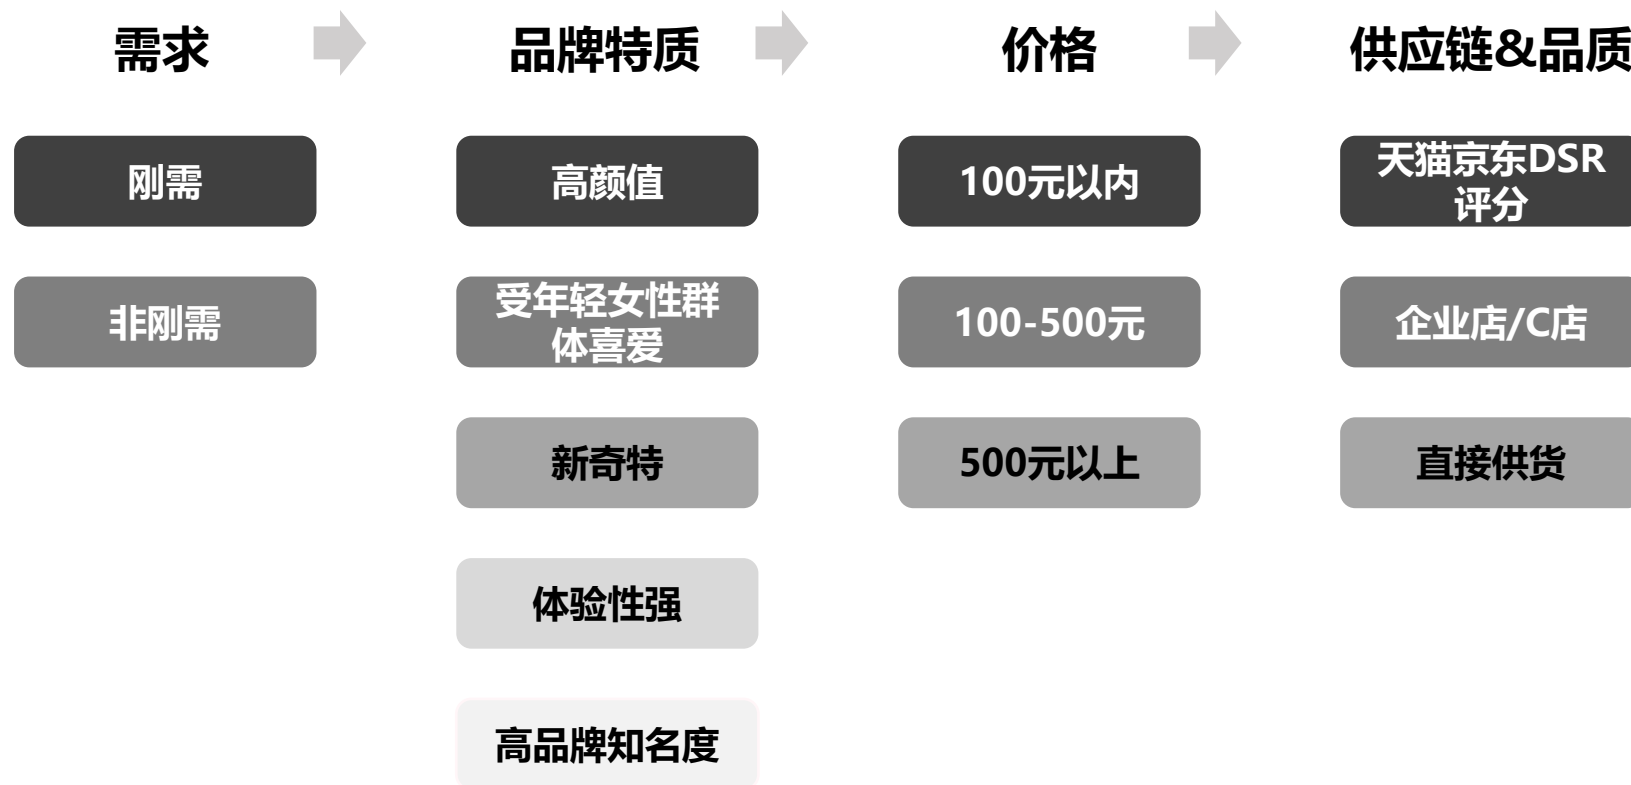 需求
品牌特质
价格
供应链&品质
刚需
高颜值
100元以内
天猫京东DSR
评分
非刚需
受年轻女性群
体喜爱
100-500元
企业店/C店
新奇特
500元以上
直接供货
体验性强
高品牌知名度